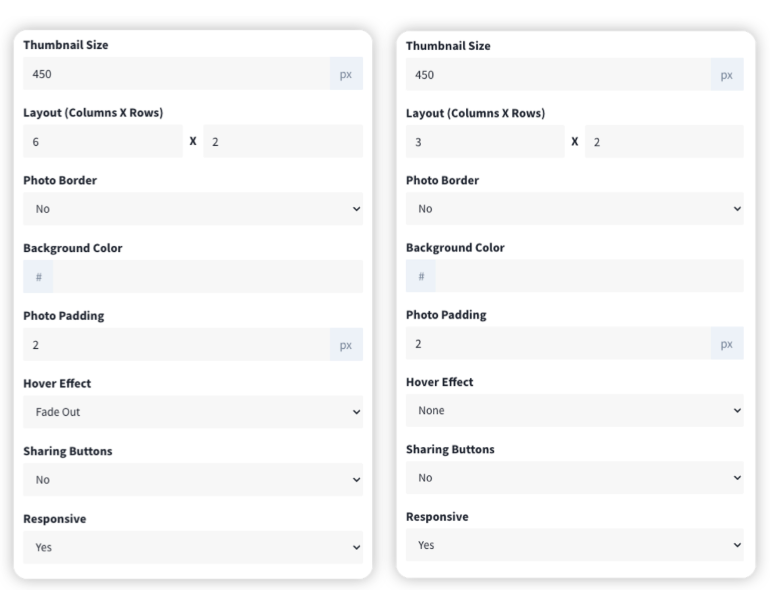 Thumbnail Size
450 px
Layout (Columns X Rows)
6 X 2
Photo Border
No
Background Color
#
Photo Padding
2 px
Hover Effect
Fade Out
Sharing Buttons
No
Responsive
Yes
Thumbnail Size
450 px
Layout (Columns X Rows)
3 X 2
Photo Border
No
Background Color
#
Photo Padding
2 px
Hover Effect
None
Sharing Buttons
No
Responsive
Yes